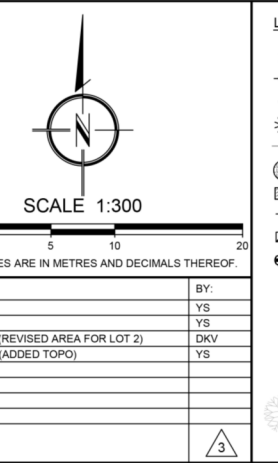 N
SCALE 1:300
5 10 20
ES ARE IN METRES AND DECIMALS THEREOF.
BY:
YS
YS
(REVISED AREA FOR LOT 2) DKV
(ADDED TOPO) YS
3